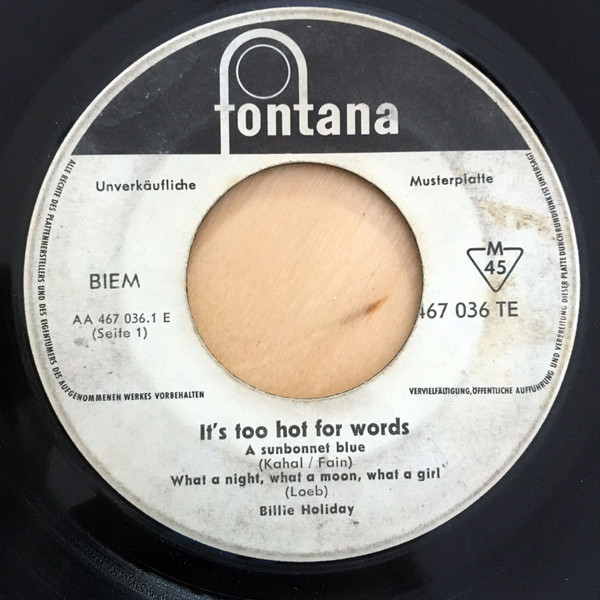 fontana
Unverkäufliche Musterplatte
BIEM
M
45
AA 467 036.1 E
(Seite 1)
467 036 TE
ALLE RECHTE DES PLATTENHERSTELLERS UND DES EIGENTÜMERS DES AUFGENOMMENEN WERKES VORBEHALTEN
VERVIELFÄLTIGUNG, ÖFFENTLICHE AUFFÜHRUNG UND VERBREITUNG DIESER PLATTE DURCH RUNDFUNK IST UNTERSAGT
It's too hot for words
A sunbonnet blue
(Kahal / Fain)
What a night, what a moon, what a girl
(Loeb)
Billie Holiday